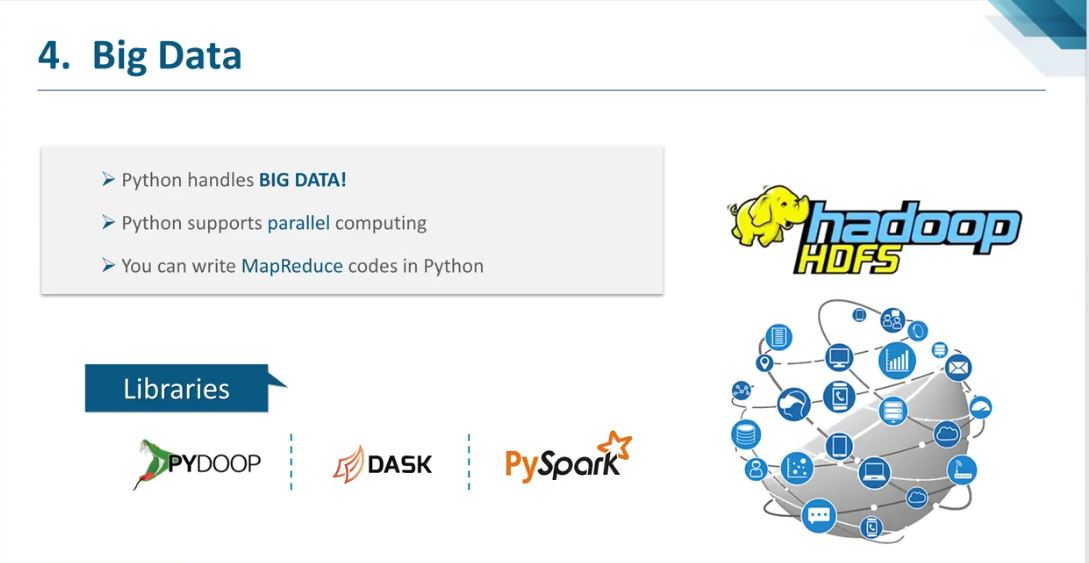 4. Big Data
➢ Python handles BIG DATA!
➢ Python supports parallel computing
➢ You can write MapReduce codes in Python
hadoop
HDFS
Libraries
PYDOOP
DASK
PySpark